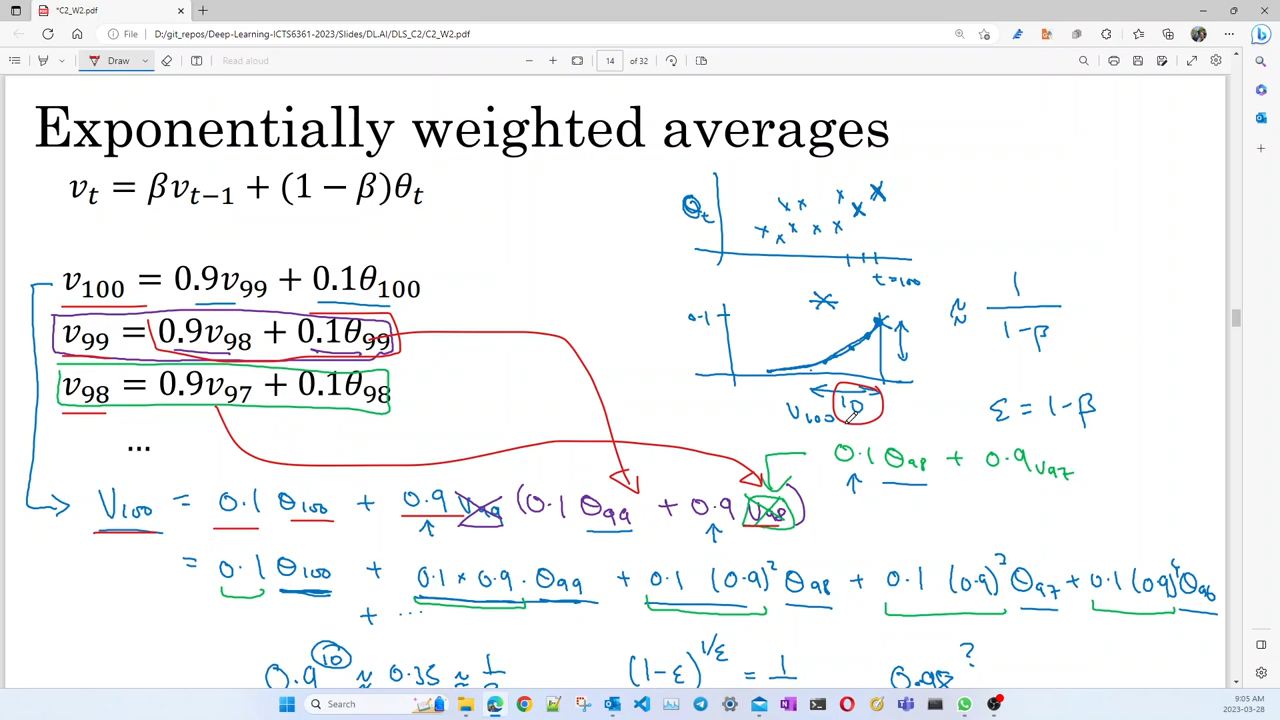 *C2_W2.pdf
File
D:/git_repos/Deep-Learning-ICTS6361-2023/Slides/DL.AI/DLS_C2/C2_W2.pdf
Draw
Read aloud
14 of 32
Exponentially weighted averages
v_t = βv_{t−1} + (1 − β)θ_t
θ_t
t=100
v_100 = 0.9v_99 + 0.1θ_100
v_99 = 0.9v_98 + 0.1θ_99
v_98 = 0.9v_97 + 0.1θ_98
...
0.1
≈ 1/(1−β)
10
V_100
ε = 1−β
0.1 θ_98 + 0.9 v_97
V_100 = 0.1 θ_100 + 0.9 V_99 (0.1 θ_99 + 0.9 V_98)
= 0.1 θ_100 + 0.1 × 0.9 · θ_99 + 0.1 (0.9)^2 θ_98 + 0.1 (0.9)^3 θ_97 + 0.1 (0.9)^4 θ_96
+ ...
0.9^10 ≈ 0.35 ≈ 1
(1−ε)^{1/ε} = 1
0.98^?
Search
9:05 AM
2023-03-28